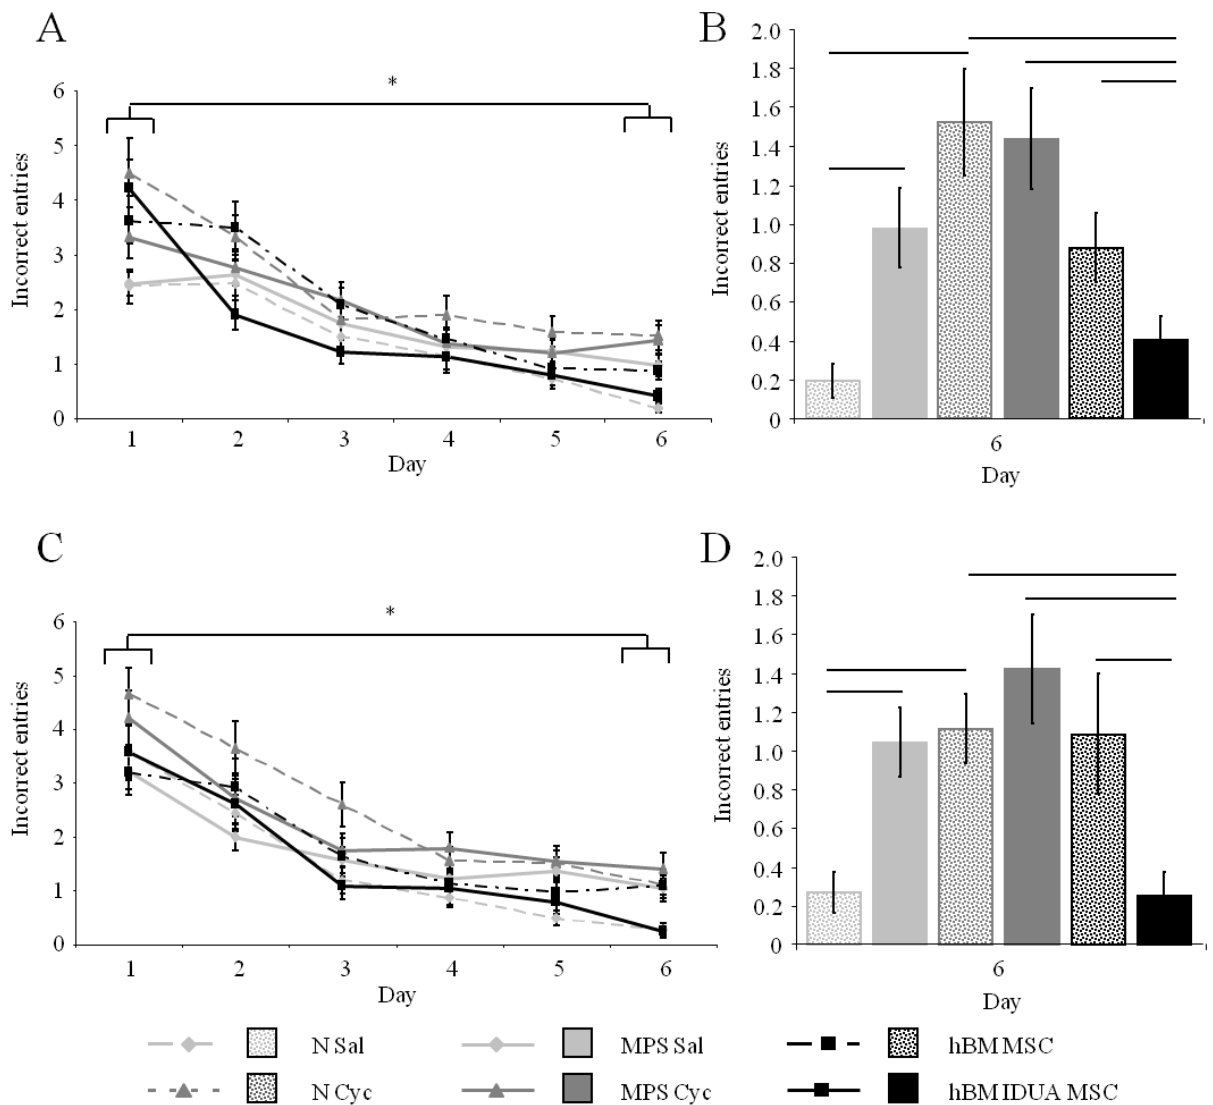 A
*
6
5
4
3
2
1
0
Incorrect entries
1 2 3 4 5 6
Day
B
2.0
1.8
1.6
1.4
1.2
1.0
0.8
0.6
0.4
0.2
0
Incorrect entries
6
Day
C
*
6
5
4
3
2
1
0
Incorrect entries
1 2 3 4 5 6
Day
D
2.0
1.8
1.6
1.4
1.2
1.0
0.8
0.6
0.4
0.2
0
Incorrect entries
6
Day
N Sal MPS Sal hBM MSC
N Cyc MPS Cyc hBM IDUA MSC